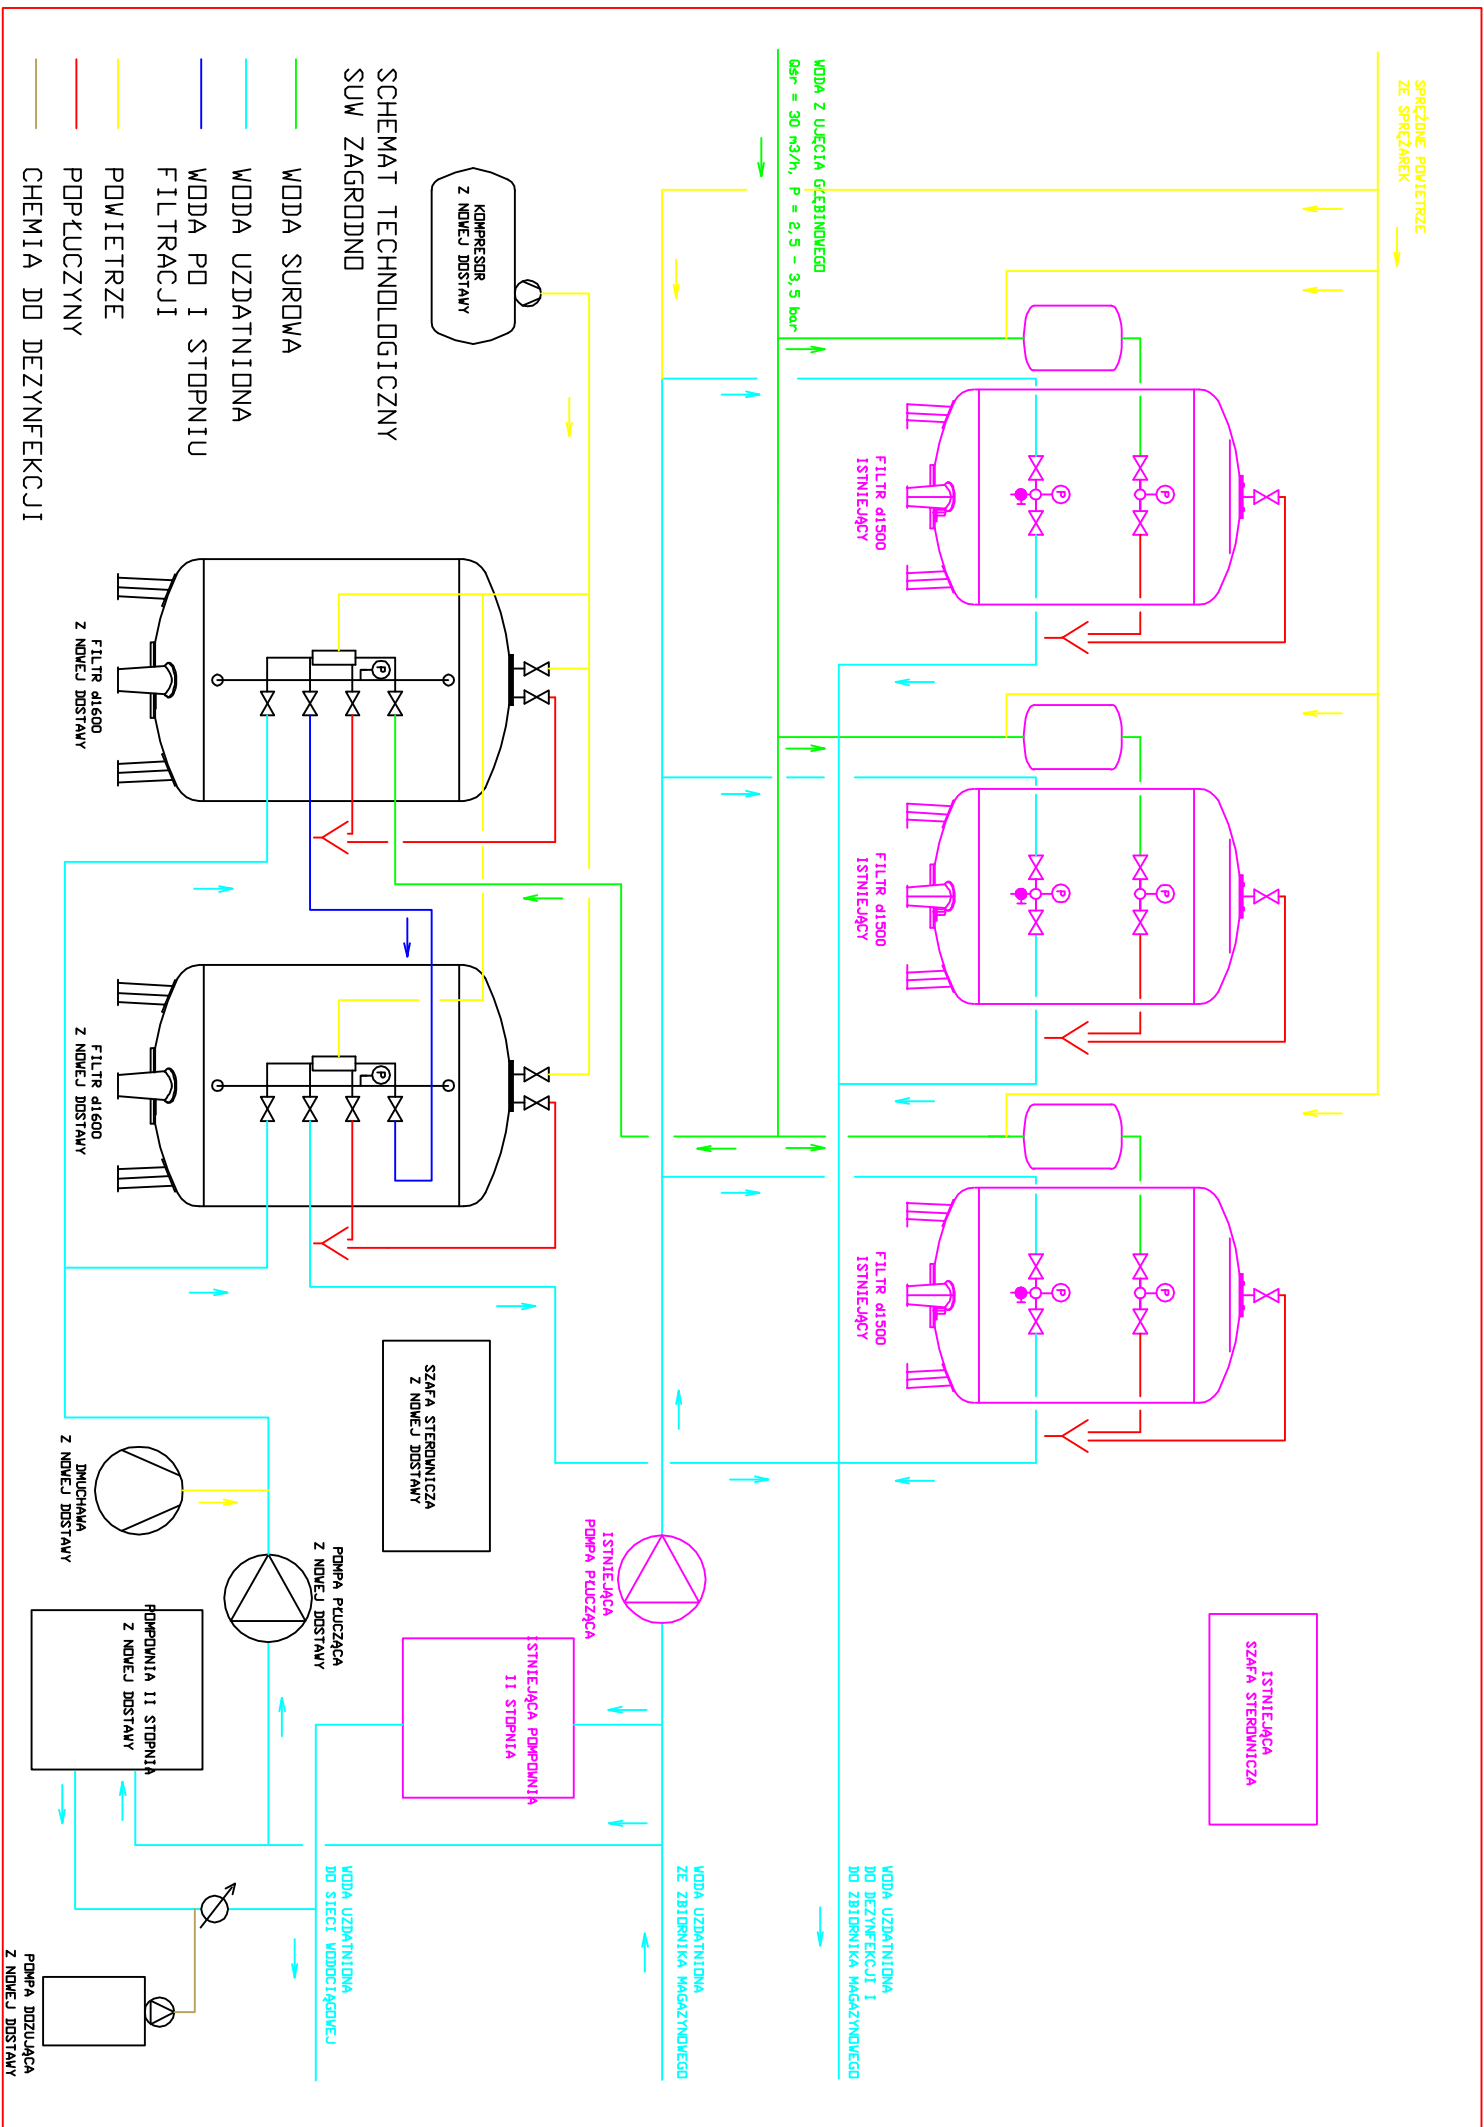 SPRĘŻONE POWIETRZE
ZE SPRĘŻAREK
WODA Z UJĘCIA GŁĘBINOWEGO
Qśr = 30 m3/h, P = 2,5 - 3,5 bar
FILTR d1500
ISTNIEJĄCY
P
P
FILTR d1500
ISTNIEJĄCY
P
P
FILTR d1500
ISTNIEJĄCY
P
P
ISTNIEJĄCA
SZAFA STEROWNICZA
WODA UZDATNIONA
DO DEZYNFEKCJI I
DO ZBIORNIKA MAGAZYNOWEGO
WODA UZDATNIONA
ZE ZBIORNIKA MAGAZYNOWEGO
ISTNIEJĄCA
POMPA PŁUCZĄCA
ISTNIEJĄCA POMPOWNIA
II STOPNIA
KOMPRESOR
Z NOWEJ DOSTAWY
SZAFA STEROWNICZA
Z NOWEJ DOSTAWY
P
P
FILTR d1600
Z NOWEJ DOSTAWY
FILTR d1600
Z NOWEJ DOSTAWY
POMPA PŁUCZĄCA
Z NOWEJ DOSTAWY
DMUCHAWA
Z NOWEJ DOSTAWY
POMPOWNIA II STOPNIA
Z NOWEJ DOSTAWY
WODA UZDATNIONA
DO SIECI WODOCIĄGOWEJ
POMPA DOZUJĄCA
Z NOWEJ DOSTAWY
SCHEMAT TECHNOLOGICZNY
SUW ZAGRODNO
WODA SUROWA
WODA UZDATNIONA
WODA PO I STOPNIU
FILTRACJI
POWIETRZE
POPŁUCZYNY
CHEMIA DO DEZYNFEKCJI